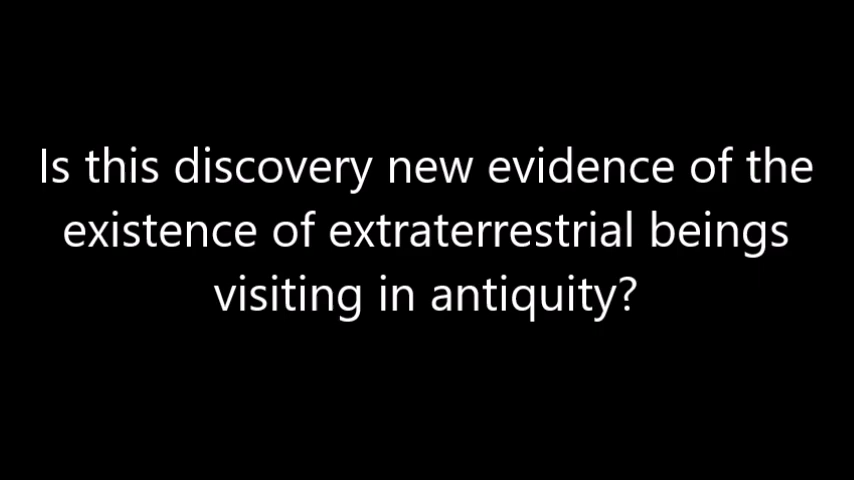 Is this discovery new evidence of the
existence of extraterrestrial beings
visiting in antiquity?